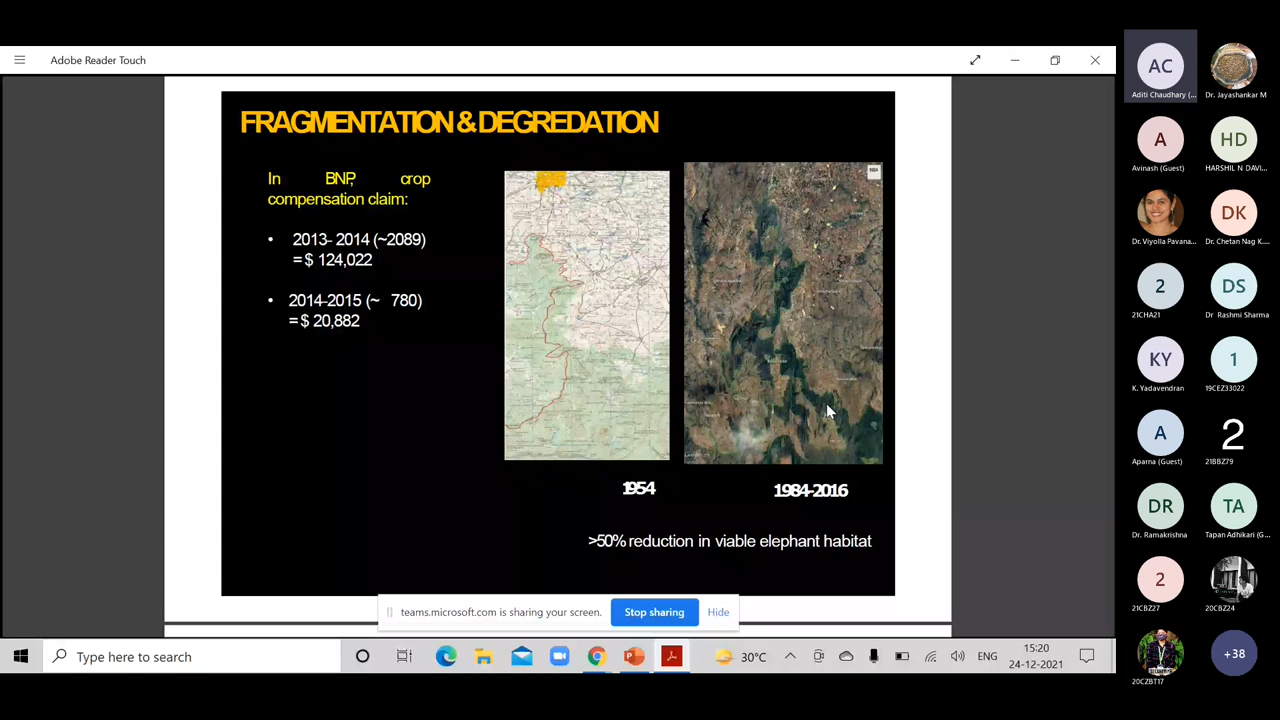 Adobe Reader Touch
FRAGMENTATION & DEGREDATION
In BNP, crop
compensation claim:
• 2013- 2014 (~2089)
= $ 124,022
• 2014-2015 (~ 780)
= $ 20,882
1984
1954
1984-2016
>50% reduction in viable elephant habitat
teams.microsoft.com is sharing your screen.
Stop sharing
Hide
Type here to search
30°C
ENG
15:20
24-12-2021
AC
Aditi Chaudhary (...
Dr. Jayashankar M
A
Avinash (Guest)
HD
HARSHIL N DAVI...
Dr. Viyolla Pavana...
DK
Dr. Chetan Nag K...
2
21CHA21
DS
Dr Rashmi Sharma
KY
K. Yadavendran
1
19CEZ33022
A
Aparna (Guest)
2
21BBZ79
DR
Dr. Ramakrishna
TA
Tapan Adhikari (G...
2
21CBZ27
20CBZ24
20CZBT17
+38